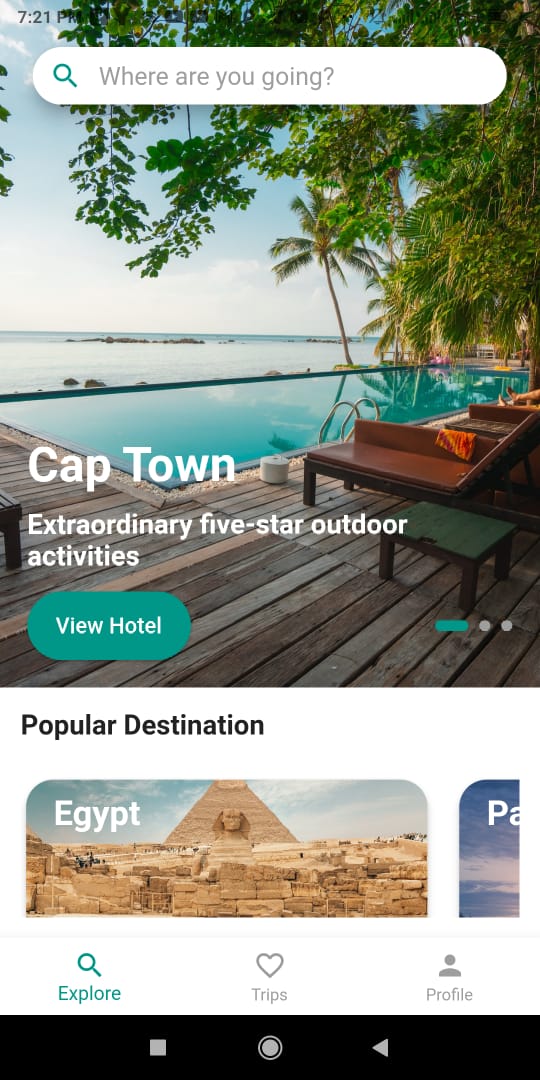 7:21 PM
Where are you going?
Cap Town
Extraordinary five-star outdoor
activities
View Hotel
Popular Destination
Egypt
Pa
Explore
Trips
Profile